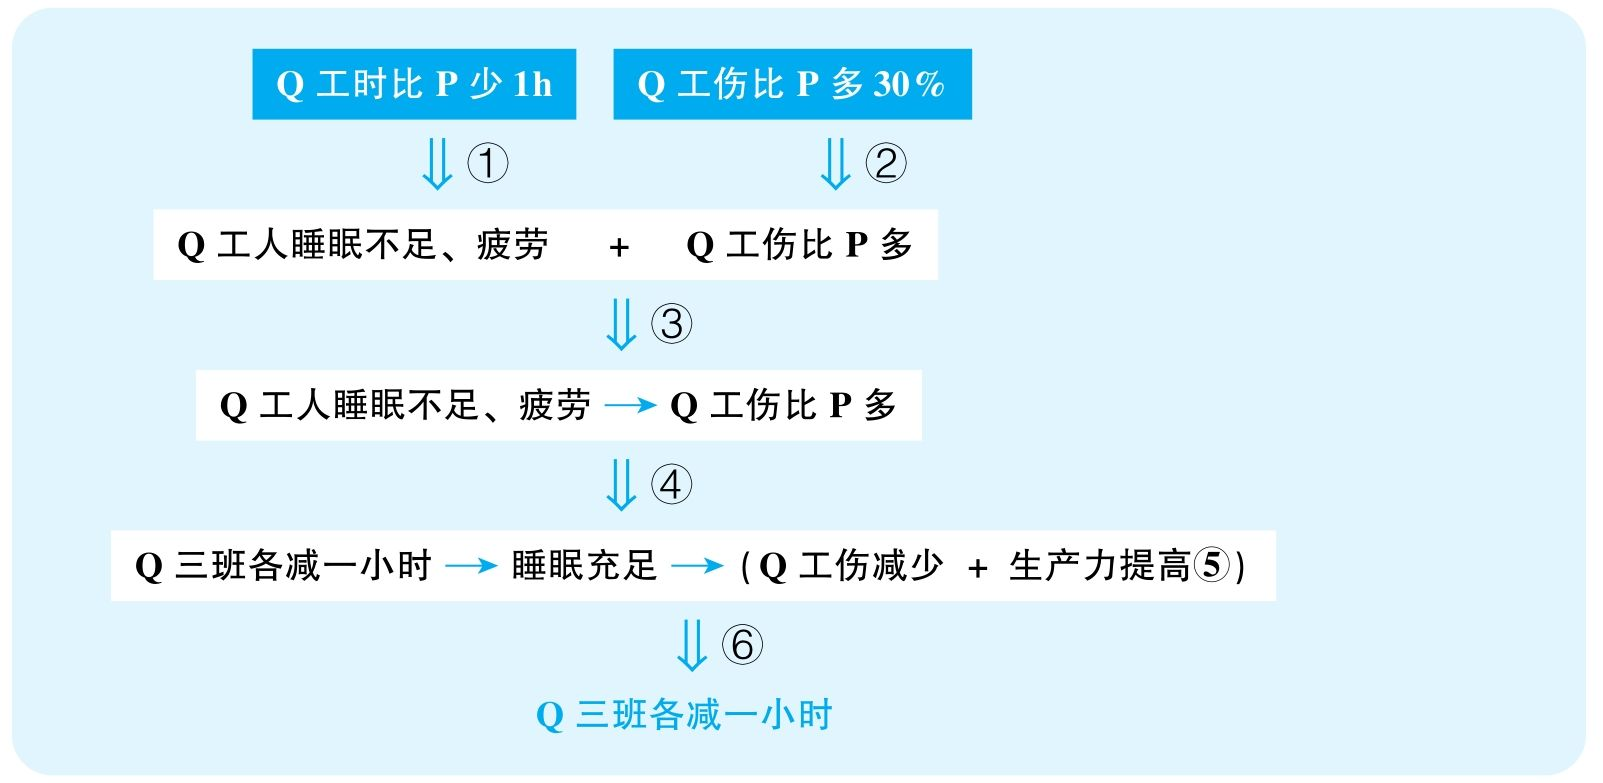 Q 工时比 P 少 1h Q 工伤比 P 多 30%
① ②
Q 工人睡眠不足、疲劳 + Q 工伤比 P 多
③
Q 工人睡眠不足、疲劳 → Q 工伤比 P 多
④
Q 三班各减一小时 → 睡眠充足 → (Q 工伤减少 + 生产力提高⑤)
⑥
Q 三班各减一小时